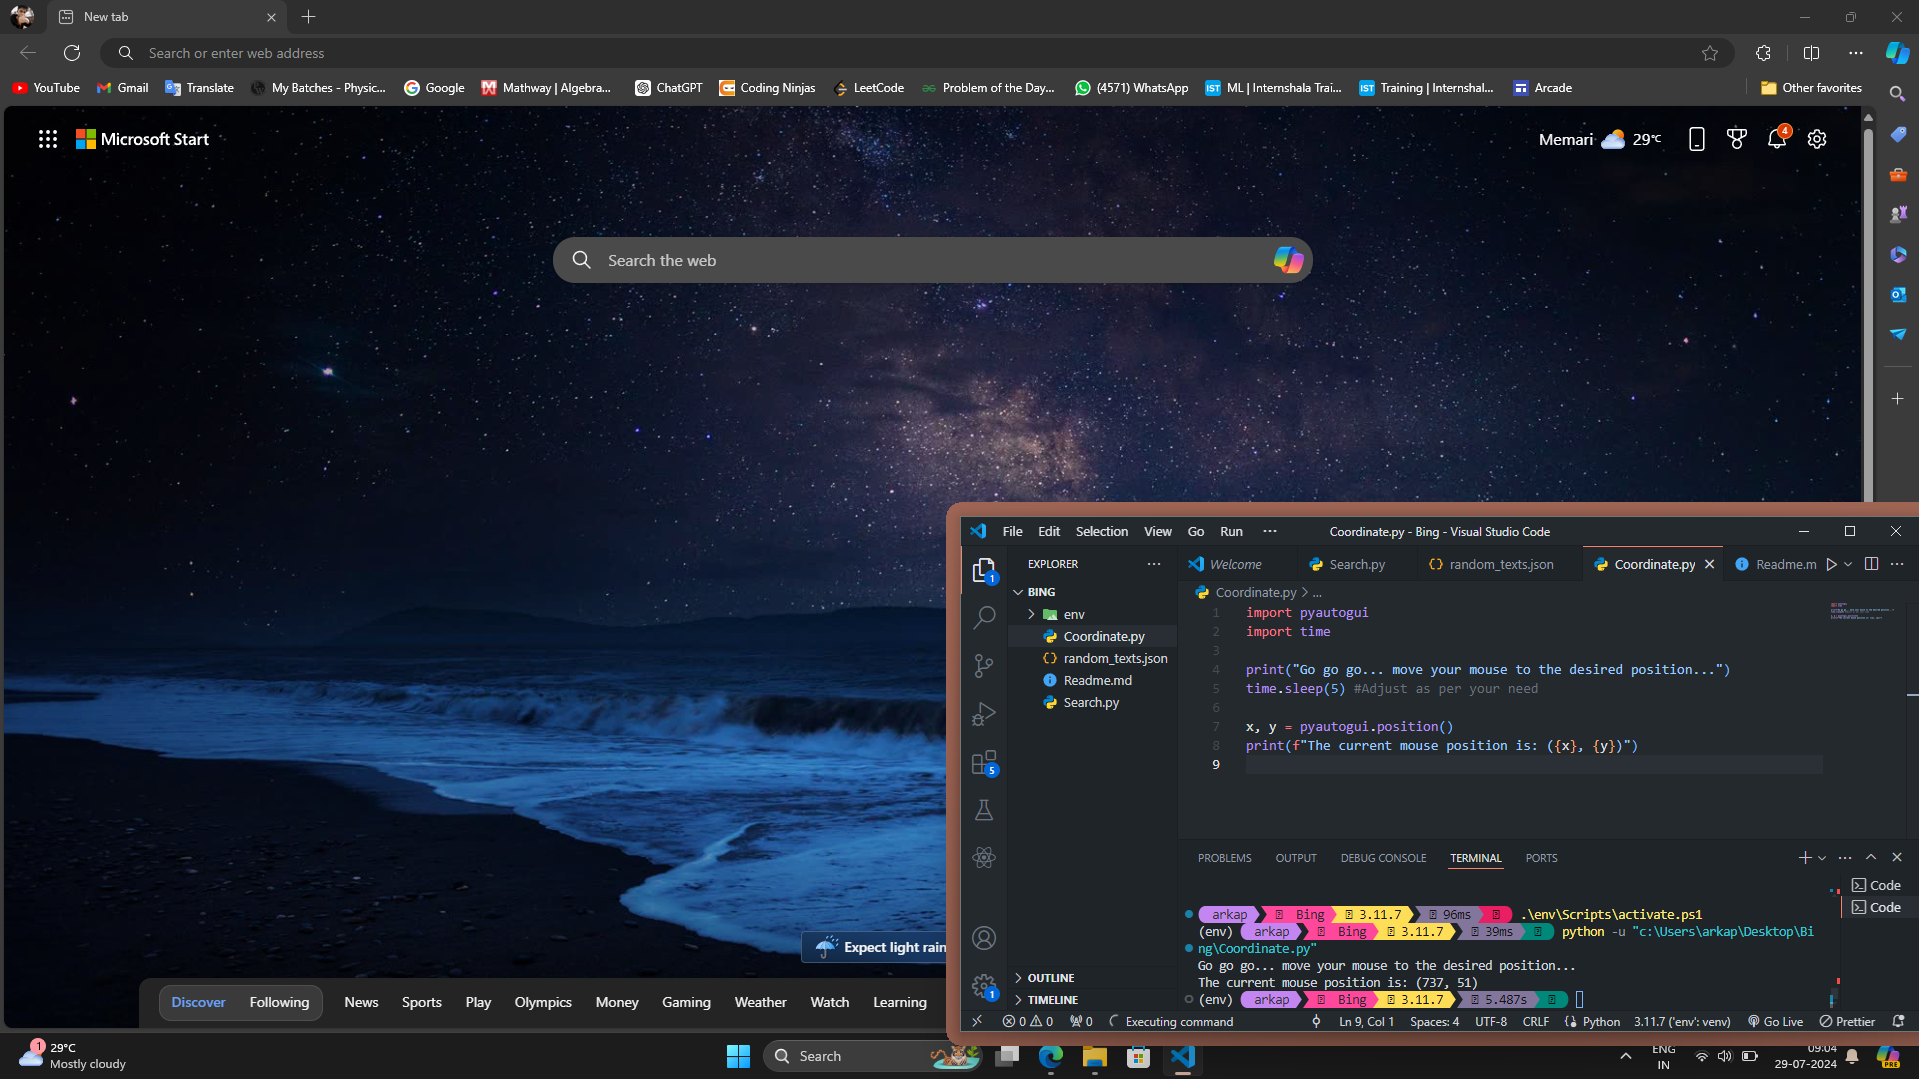 New tab
Search or enter web address
YouTube
Gmail
Translate
My Batches - Physic...
Google
Mathway | Algebra...
ChatGPT
Coding Ninjas
LeetCode
Problem of the Day...
(4571) WhatsApp
IST ML | Internshala Trai...
IST Training | Internshal...
Arcade
Other favorites
Microsoft Start
Memari 29°C
4
Search the web
File Edit Selection View Go Run ···
Coordinate.py - Bing - Visual Studio Code
EXPLORER
Welcome
Search.py
random_texts.json
Coordinate.py
Readme.m
BING
env
Coordinate.py
random_texts.json
Readme.md
Search.py
Coordinate.py > ...
1 import pyautogui
2 import time
3
4 print("Go go go... move your mouse to the desired position...")
5 time.sleep(5) #Adjust as per your need
6
7 x, y = pyautogui.position()
8 print(f"The current mouse position is: ({x}, {y})")
9
1
5
1
PROBLEMS OUTPUT DEBUG CONSOLE TERMINAL PORTS
Code
Code
arkap Bing 3.11.7 96ms .\env\Scripts\activate.ps1
(env) arkap Bing 3.11.7 39ms python -u "c:\Users\arkap\Desktop\Bi
ng\Coordinate.py"
Go go go... move your mouse to the desired position...
The current mouse position is: (737, 51)
(env) arkap Bing 3.11.7 5.487s
OUTLINE
TIMELINE
0 0 0 Executing command Ln 9, Col 1 Spaces: 4 UTF-8 CRLF Python 3.11.7 ('env': venv) Go Live Prettier
Expect light rain
Discover Following News Sports Play Olympics Money Gaming Weather Watch Learning
1
29°C
Mostly cloudy
Search
ENG
IN
09:04
29-07-2024
PRE